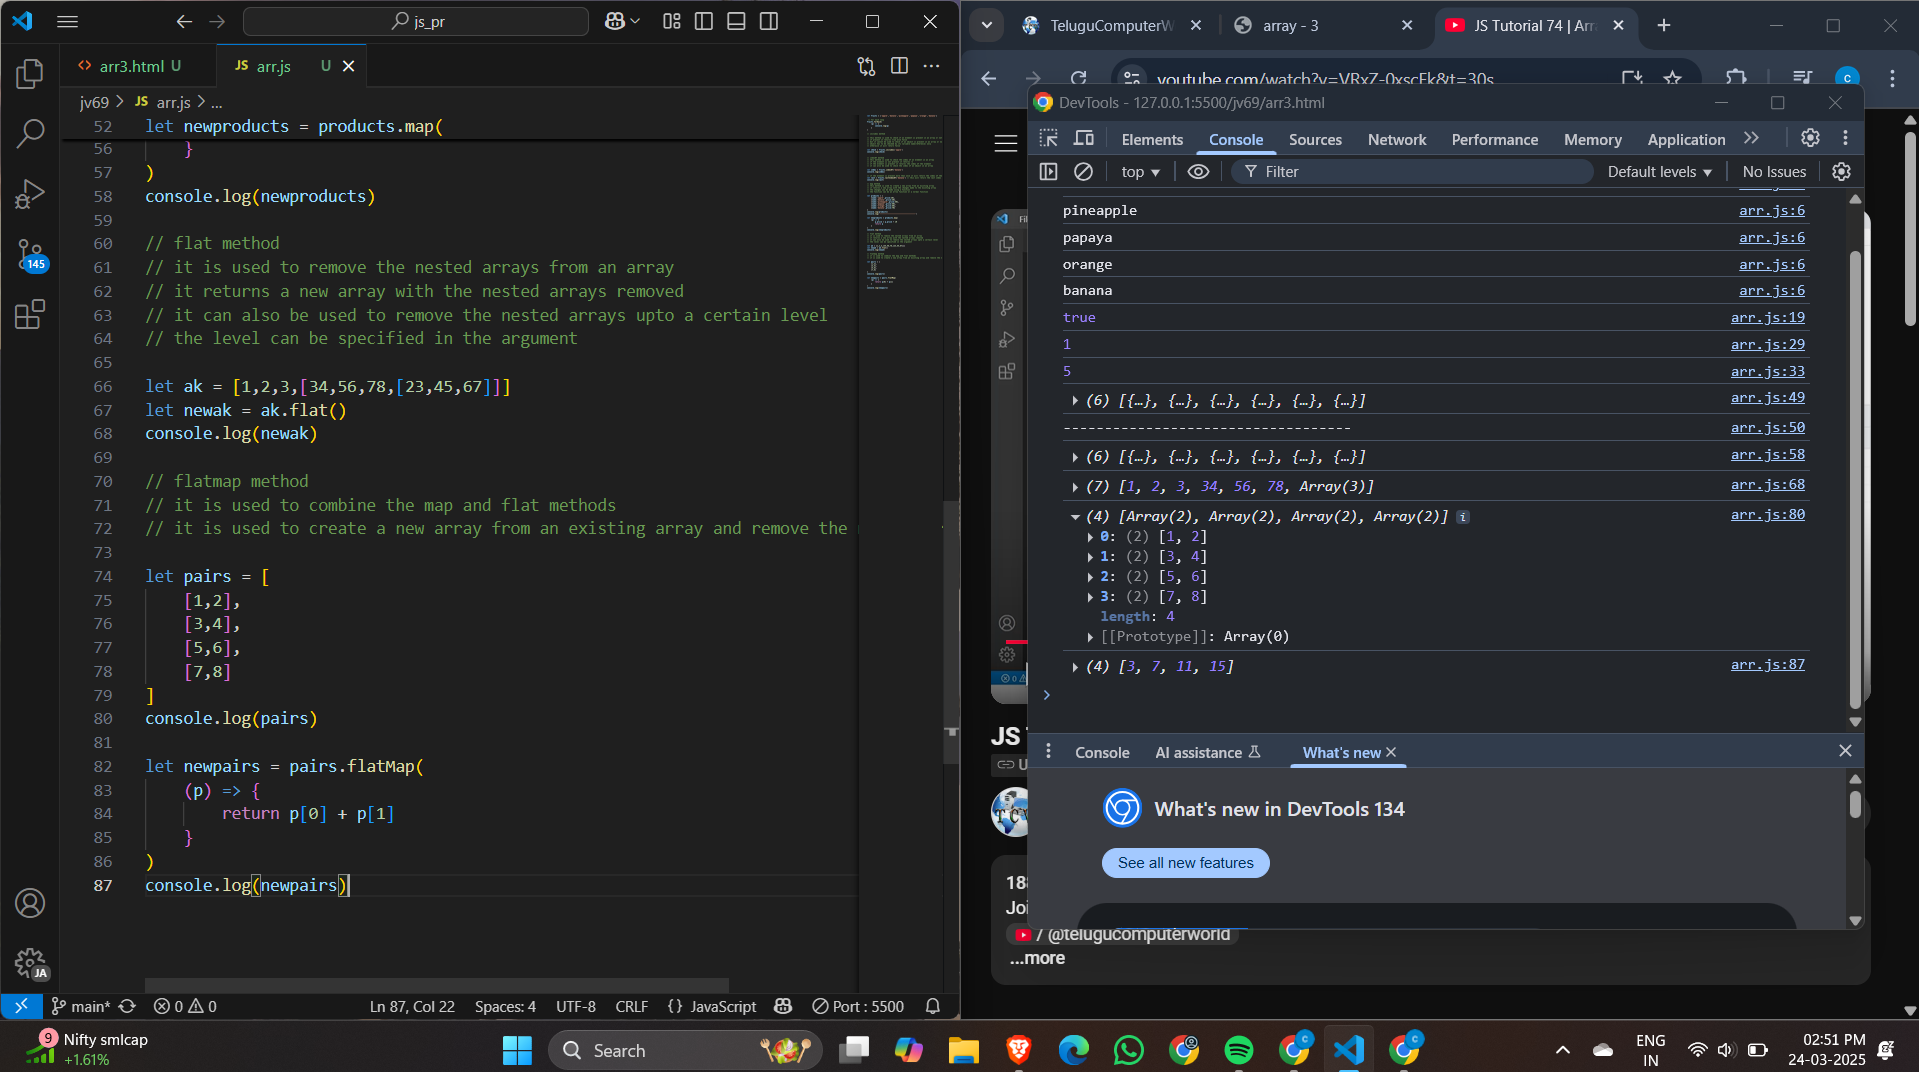 js_pr
arr3.html U
JS arr.js U
jv69 > JS arr.js > ...
52 let newproducts = products.map(
56 }
57 )
58 console.log(newproducts)
59
60 // flat method
61 // it is used to remove the nested arrays from an array
62 // it returns a new array with the nested arrays removed
63 // it can also be used to remove the nested arrays upto a certain level
64 // the level can be specified in the argument
65
66 let ak = [1,2,3,[34,56,78,[23,45,67]]]
67 let newak = ak.flat()
68 console.log(newak)
69
70 // flatmap method
71 // it is used to combine the map and flat methods
72 // it is used to create a new array from an existing array and remove the
73
74 let pairs = [
75 [1,2],
76 [3,4],
77 [5,6],
78 [7,8]
79 ]
80 console.log(pairs)
81
82 let newpairs = pairs.flatMap(
83 (p) => {
84 return p[0] + p[1]
85 }
86 )
87 console.log(newpairs)
145
JA
main* 0 0 Ln 87, Col 22 Spaces: 4 UTF-8 CRLF {} JavaScript Port : 5500
TeluguComputerW
array - 3
JS Tutorial 74 | Arr
youtube.com/watch?v=VRxZ-0xscFk&t=30s
c
DevTools - 127.0.0.1:5500/jv69/arr3.html
Elements Console Sources Network Performance Memory Application
top Filter Default levels No Issues
pineapple arr.js:6
papaya arr.js:6
orange arr.js:6
banana arr.js:6
true arr.js:19
1 arr.js:29
5 arr.js:33
(6) [{…}, {…}, {…}, {…}, {…}, {…}] arr.js:49
----------------------------------- arr.js:50
(6) [{…}, {…}, {…}, {…}, {…}, {…}] arr.js:58
(7) [1, 2, 3, 34, 56, 78, Array(3)] arr.js:68
(4) [Array(2), Array(2), Array(2), Array(2)] i arr.js:80
0: (2) [1, 2]
1: (2) [3, 4]
2: (2) [5, 6]
3: (2) [7, 8]
length: 4
[[Prototype]]: Array(0)
(4) [3, 7, 11, 15] arr.js:87
Console AI assistance What's new
What's new in DevTools 134
See all new features
Fil
JS
U
TC
18
Joi
/ @telugucomputerworld
...more
9
Nifty smlcap
+1.61%
Search
ENG
IN
02:51 PM
24-03-2025